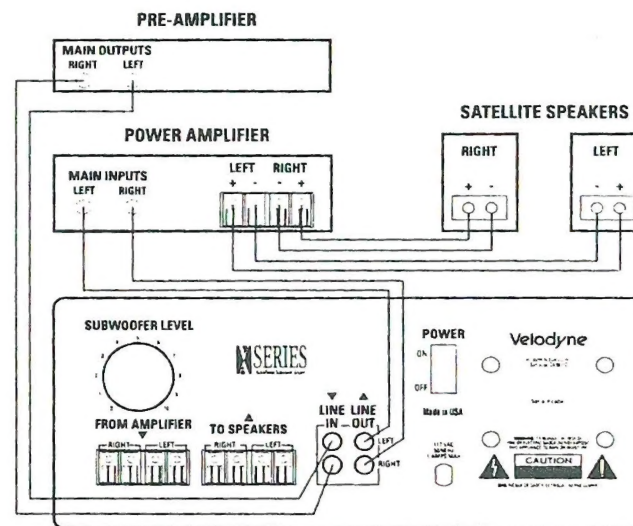 PRE-AMPLIFIER
MAIN OUTPUTS
RIGHT LEFT
POWER AMPLIFIER
SATELLITE SPEAKERS
MAIN INPUTS
LEFT RIGHT
LEFT RIGHT
+ - - +
RIGHT
+ -
LEFT
- +
SUBWOOFER LEVEL
SERIES
FROM AMPLIFIER
RIGHT LEFT
TO SPEAKERS
RIGHT LEFT
LINE IN
LINE OUT
LEFT
RIGHT
POWER
ON
OFF
Made in USA
Velodyne
CAUTION